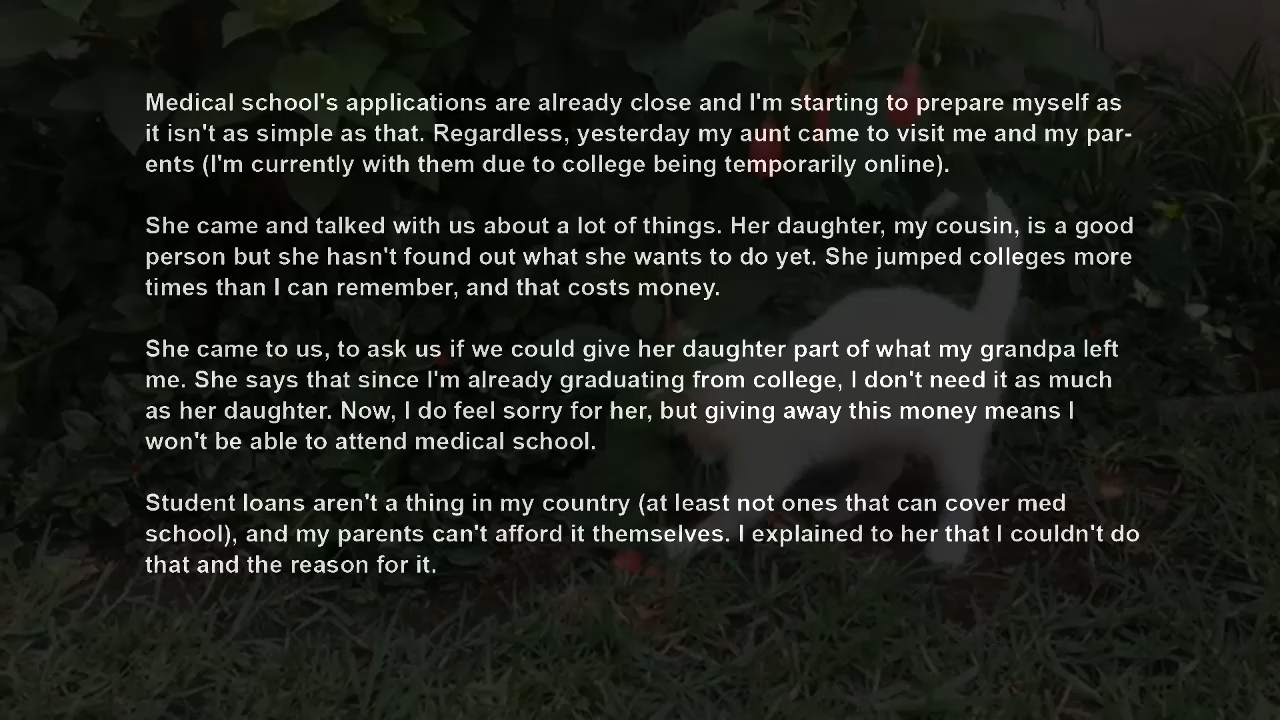 Medical school's applications are already close and I'm starting to prepare myself as
it isn't as simple as that. Regardless, yesterday my aunt came to visit me and my par-
ents (I'm currently with them due to college being temporarily online).
She came and talked with us about a lot of things. Her daughter, my cousin, is a good
person but she hasn't found out what she wants to do yet. She jumped colleges more
times than I can remember, and that costs money.
She came to us, to ask us if we could give her daughter part of what my grandpa left
me. She says that since I'm already graduating from college, I don't need it as much
as her daughter. Now, I do feel sorry for her, but giving away this money means I
won't be able to attend medical school.
Student loans aren't a thing in my country (at least not ones that can cover med
school), and my parents can't afford it themselves. I explained to her that I couldn't do
that and the reason for it.